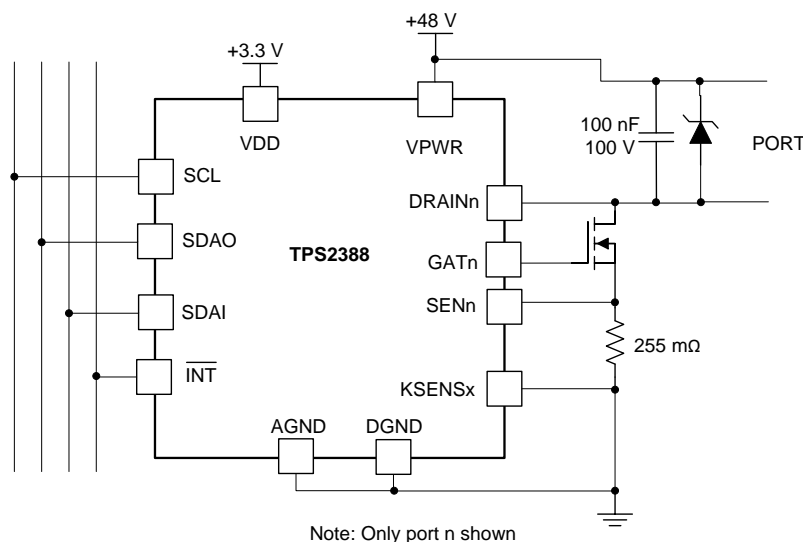 +48 V
+3.3 V
VDD
VPWR
100 nF
100 V
PORT
SCL
DRAINn
SDAO
TPS2388
GATn
SDAI
SENn
255 mΩ
INT
KSENSx
AGND
DGND
Note: Only port n shown